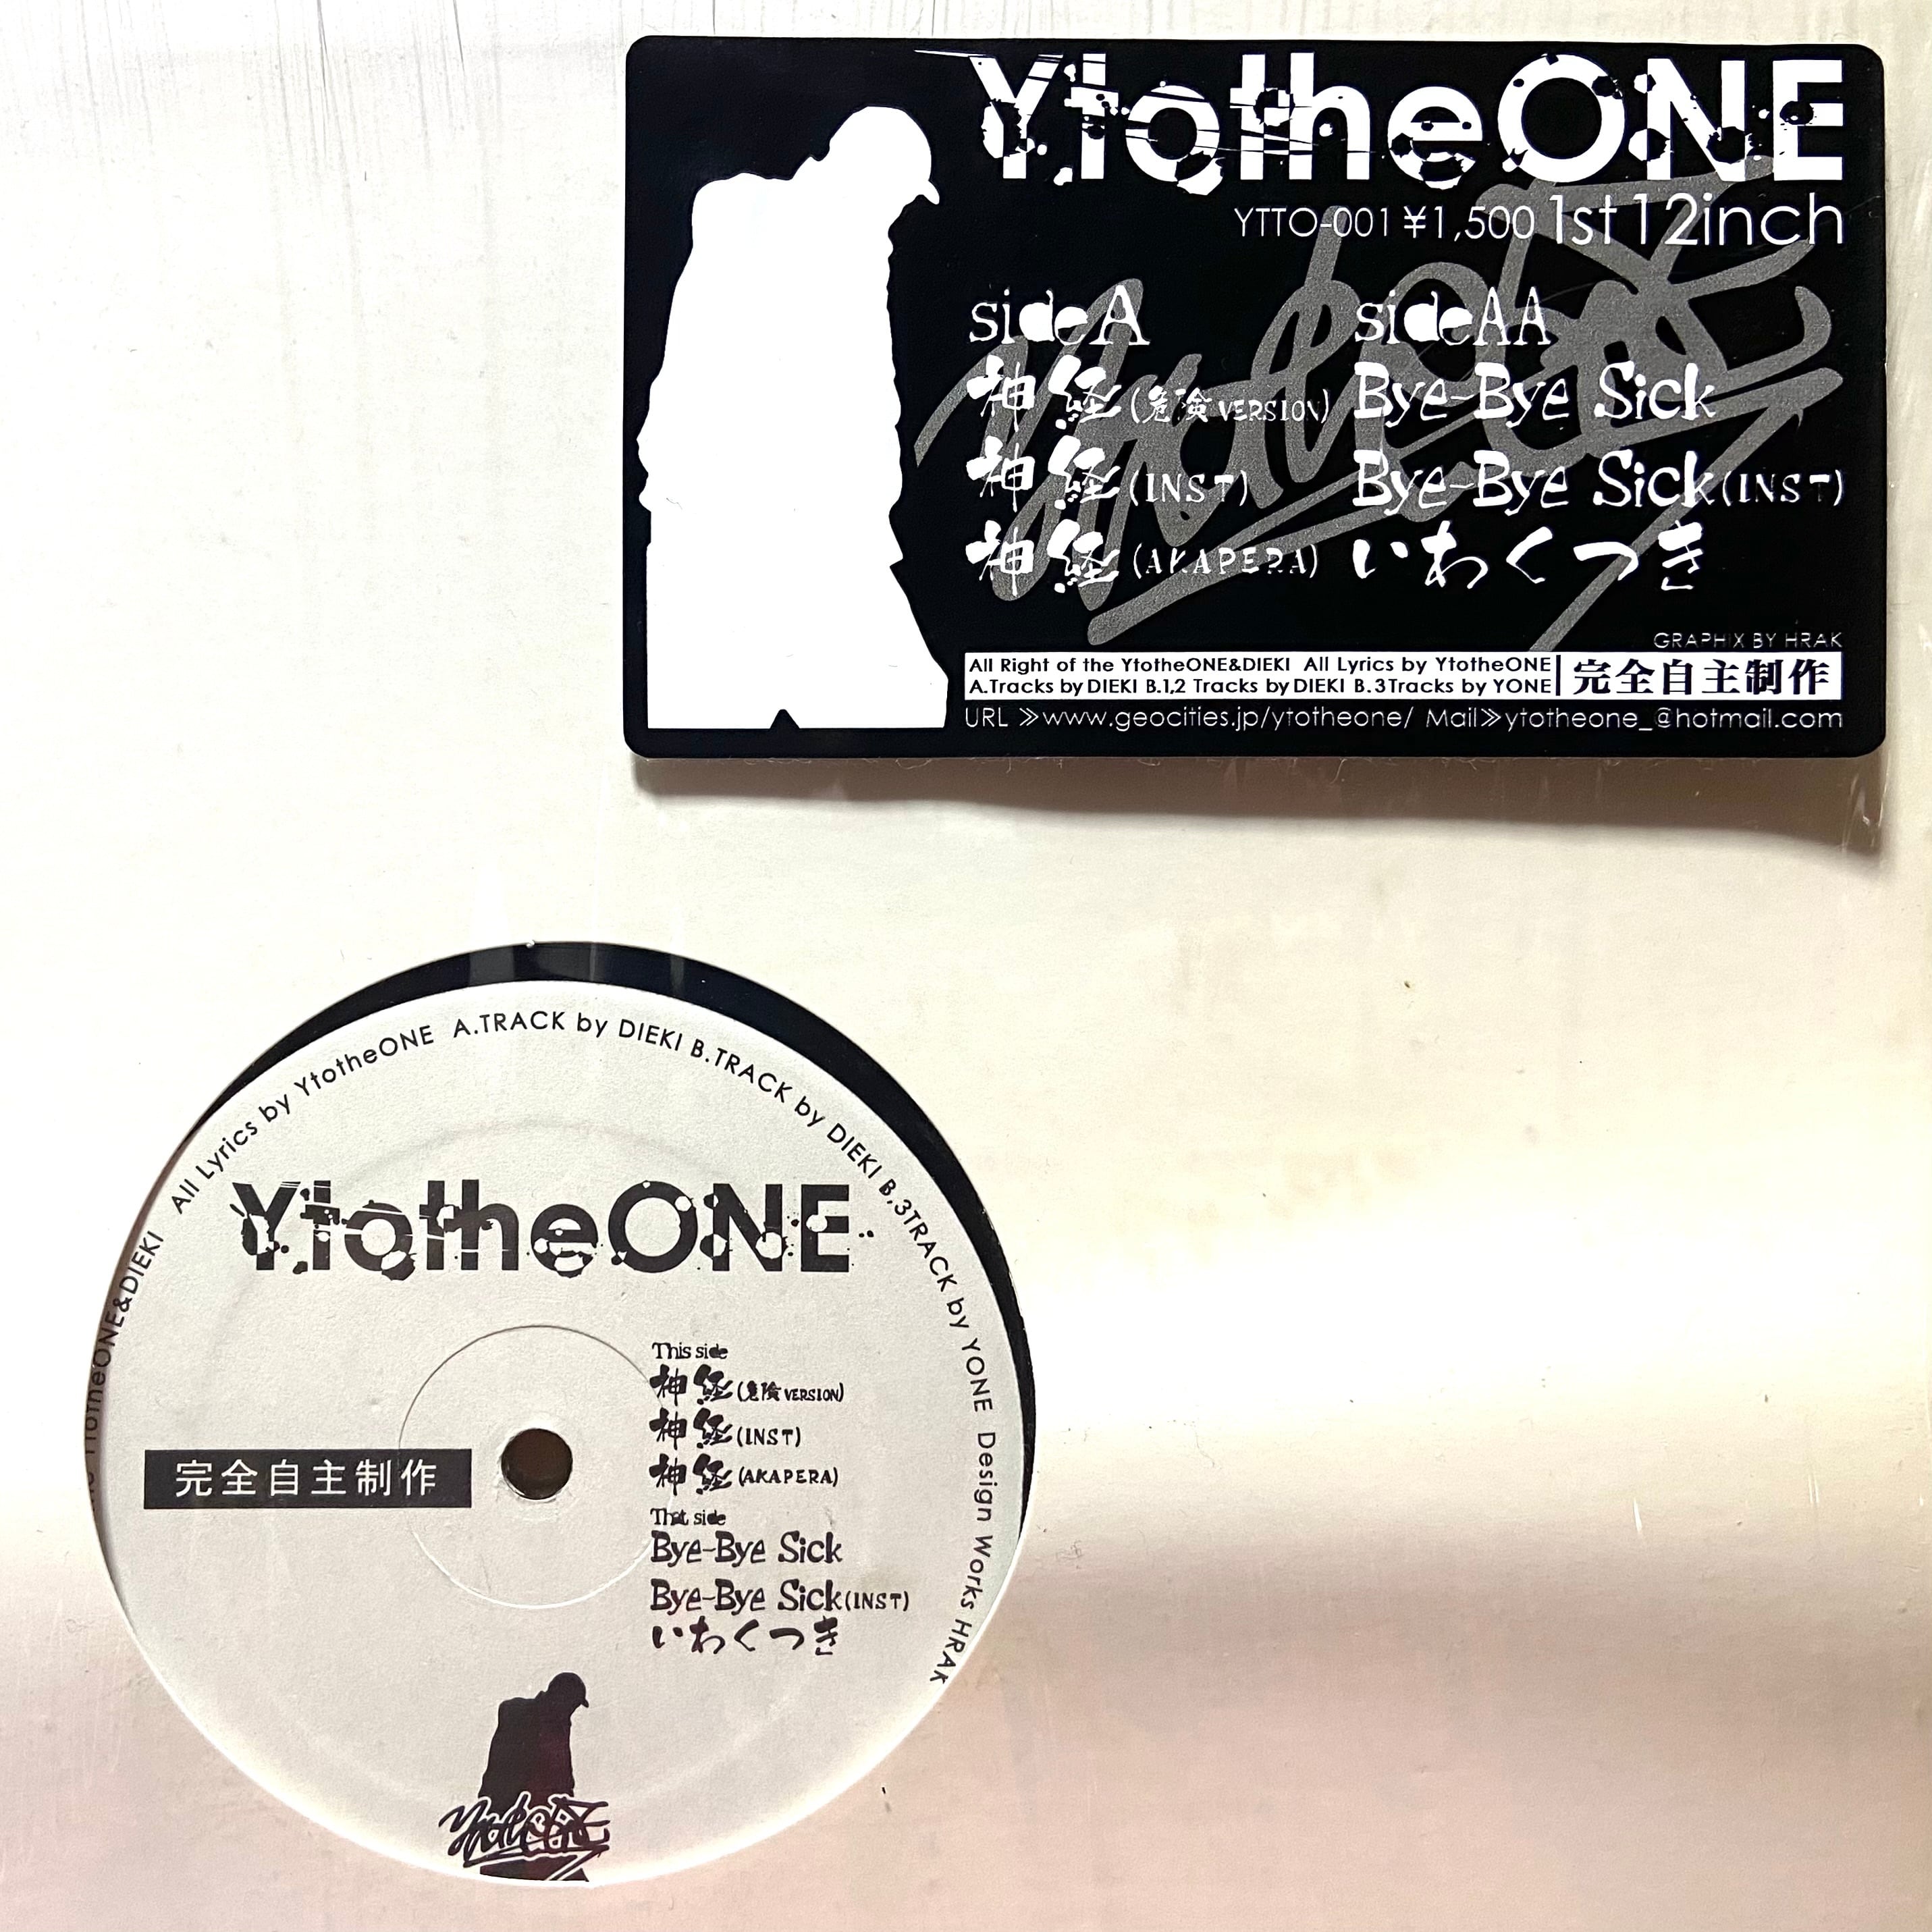 YtotheONE
YTTO-001 ¥1,500 1st 12inch
sideA
神経(危険VERSION)
神経(INST)
神経(AKAPERA)
sideAA
Bye-Bye Sick
Bye-Bye Sick(INST)
いわくつき
GRAPHIX BY HRAK
All Right of the YtotheONE&DIEKI All Lyrics by YtotheONE
A.Tracks by DIEKI B.1,2 Tracks by DIEKI B.3Tracks by YONE
完全自主制作
URL ≫www.geocities.jp/ytotheone/ Mail≫ytotheone_@hotmail.com
YtotheONE&DIEKI All Lyrics by YtotheONE A.TRACK by DIEKI B.TRACK by DIEKI B.3TRACK by YONE Design Works HRAK
YtotheONE
This side
神経(危険VERSION)
神経(INST)
神経(AKAPERA)
完全自主制作
That side
Bye-Bye Sick
Bye-Bye Sick(INST)
いわくつき